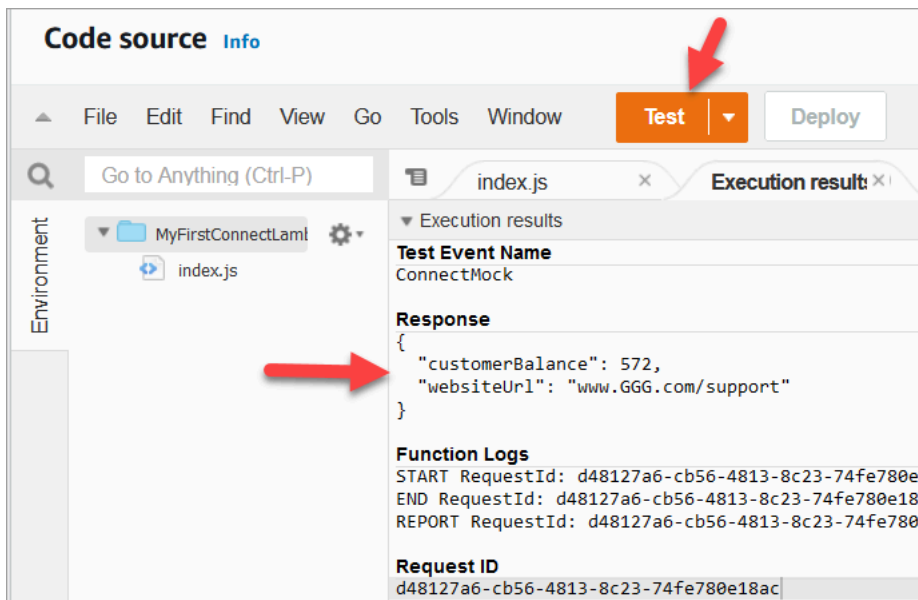 Code source Info
File Edit Find View Go Tools Window Test Deploy
Go to Anything (Ctrl-P)
index.js
Execution results
Environment
MyFirstConnectLamb
index.js
Execution results
Test Event Name
ConnectMock
Response
{
"customerBalance": 572,
"websiteUrl": "www.GGG.com/support"
}
Function Logs
START RequestId: d48127a6-cb56-4813-8c23-74fe780e
END RequestId: d48127a6-cb56-4813-8c23-74fe780e18
REPORT RequestId: d48127a6-cb56-4813-8c23-74fe780
Request ID
d48127a6-cb56-4813-8c23-74fe780e18ac